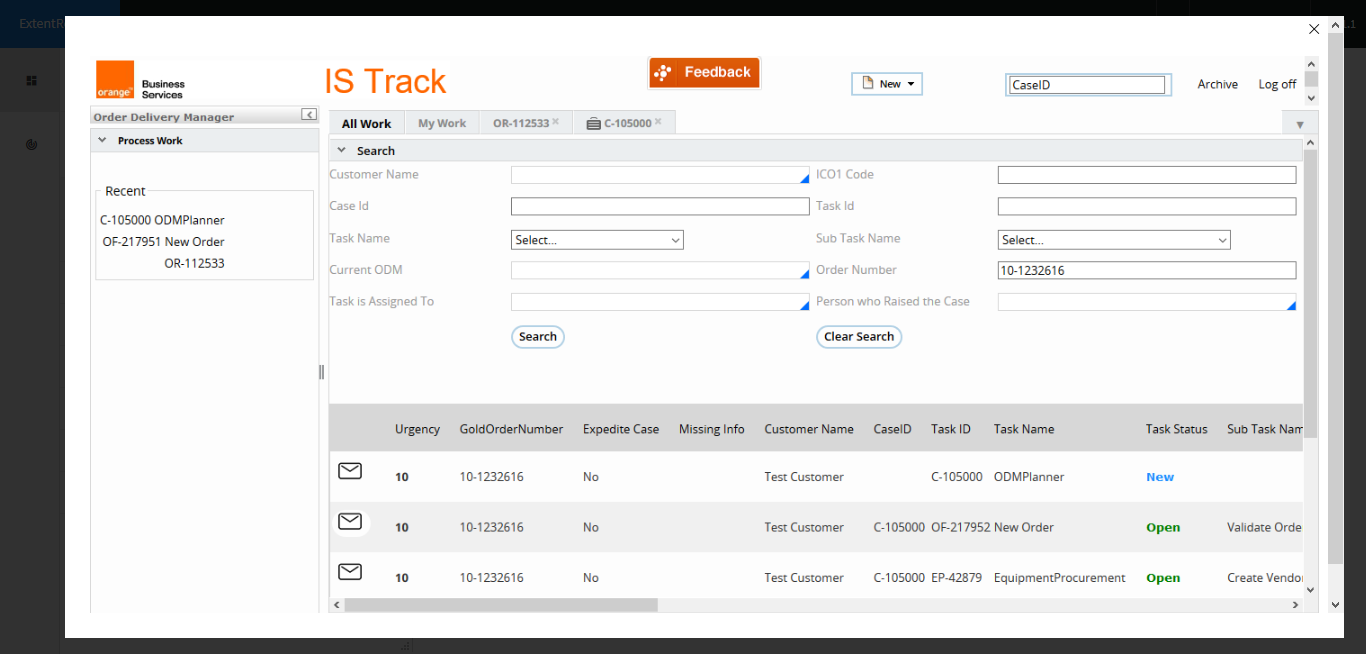 ExtentR
.1
orange™ Business Services
IS Track
Feedback
New
CaseID
Archive
Log off
Order Delivery Manager
Process Work
Recent
C-105000 ODMPlanner
OF-217951 New Order
OR-112533
All Work
My Work
OR-112533
C-105000
Search
Customer Name
ICO1 Code
Case Id
Task Id
Task Name Select...
Sub Task Name Select...
Current ODM
Order Number 10-1232616
Task is Assigned To
Person who Raised the Case
Search
Clear Search
Urgency GoldOrderNumber Expedite Case Missing Info Customer Name CaseID Task ID Task Name Task Status Sub Task Nam
10 10-1232616 No Test Customer C-105000 ODMPlanner New
10 10-1232616 No Test Customer C-105000 OF-217952 New Order Open Validate Orde
10 10-1232616 No Test Customer C-105000 EP-42879 EquipmentProcurement Open Create Vendo